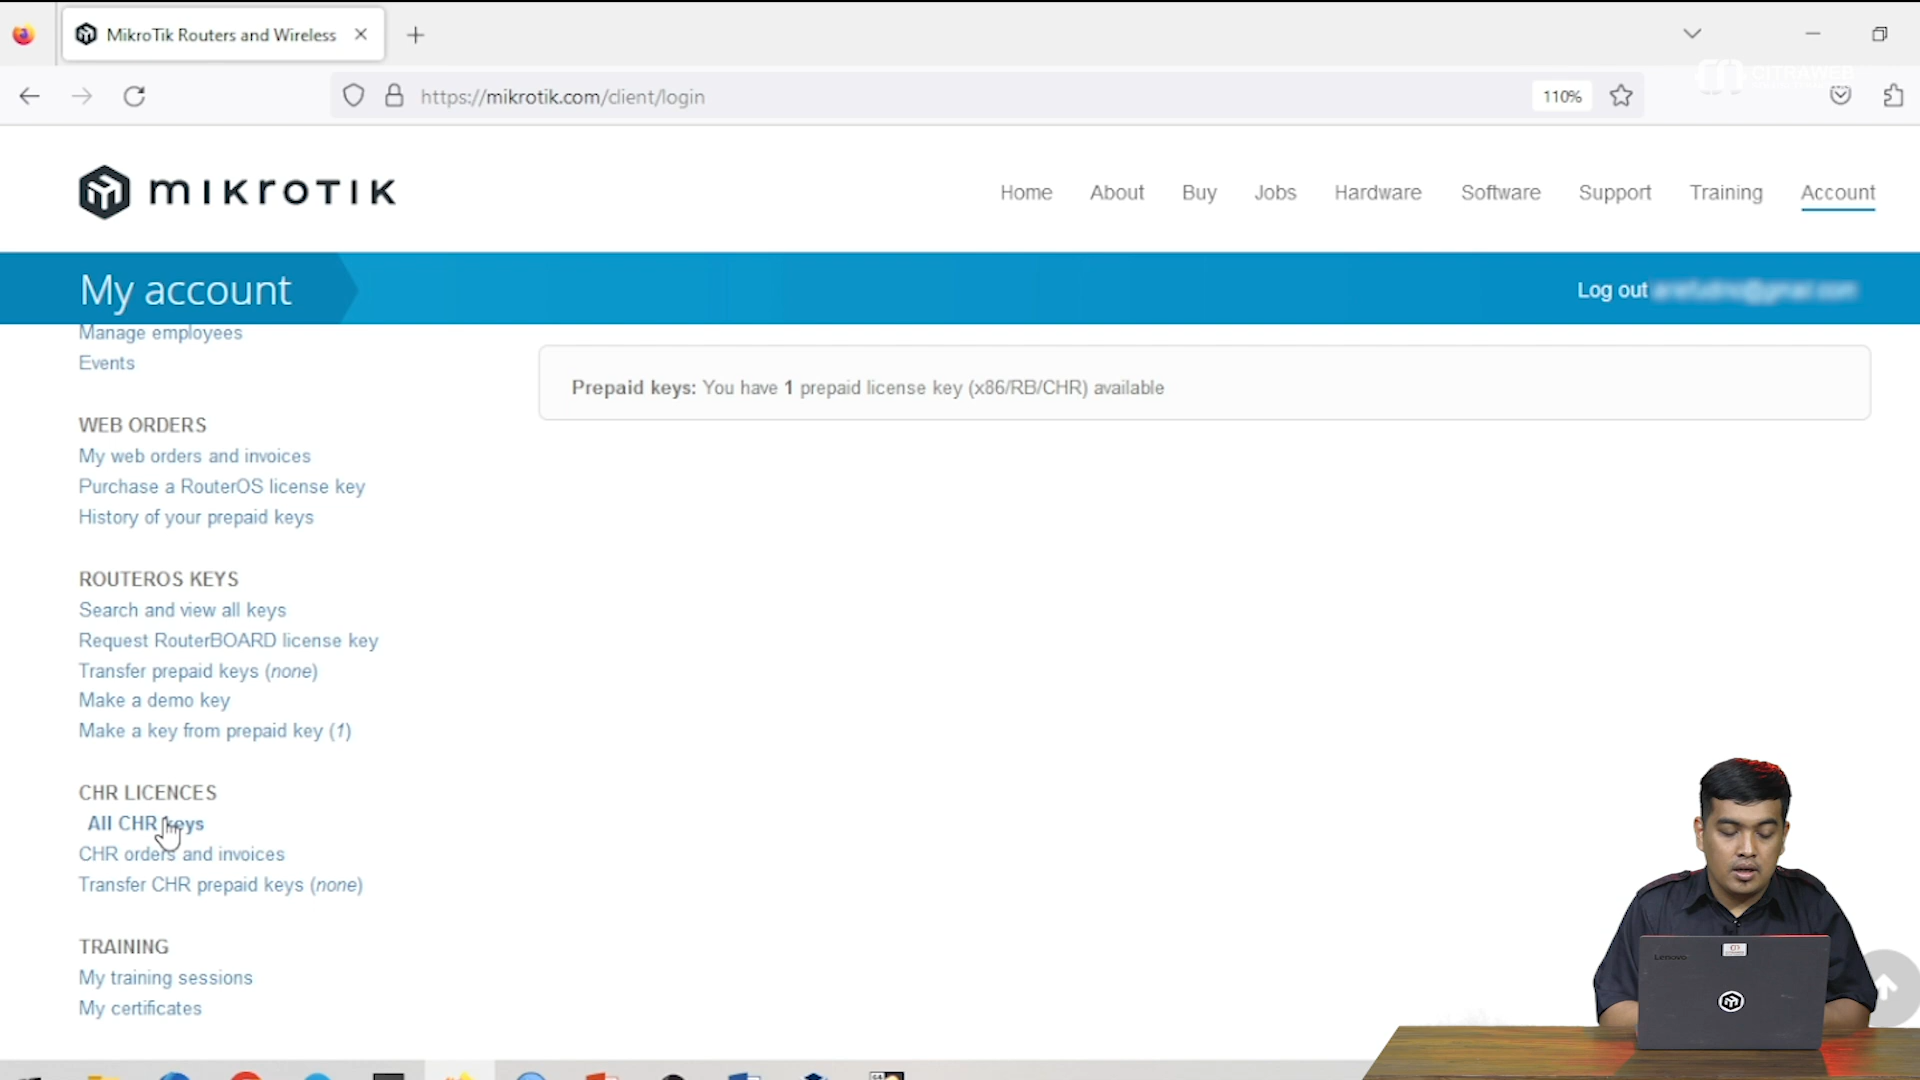 MikroTik Routers and Wireless
https://mikrotik.com/client/login
110%
CITRAWEB
mikrotik
Home
About
Buy
Jobs
Hardware
Software
Support
Training
Account
My account
Log out
Manage employees
Events
Prepaid keys: You have 1 prepaid license key (x86/RB/CHR) available
WEB ORDERS
My web orders and invoices
Purchase a RouterOS license key
History of your prepaid keys
ROUTEROS KEYS
Search and view all keys
Request RouterBOARD license key
Transfer prepaid keys (none)
Make a demo key
Make a key from prepaid key (1)
CHR LICENCES
All CHR keys
CHR orders and invoices
Transfer CHR prepaid keys (none)
TRAINING
My training sessions
My certificates
Lenovo